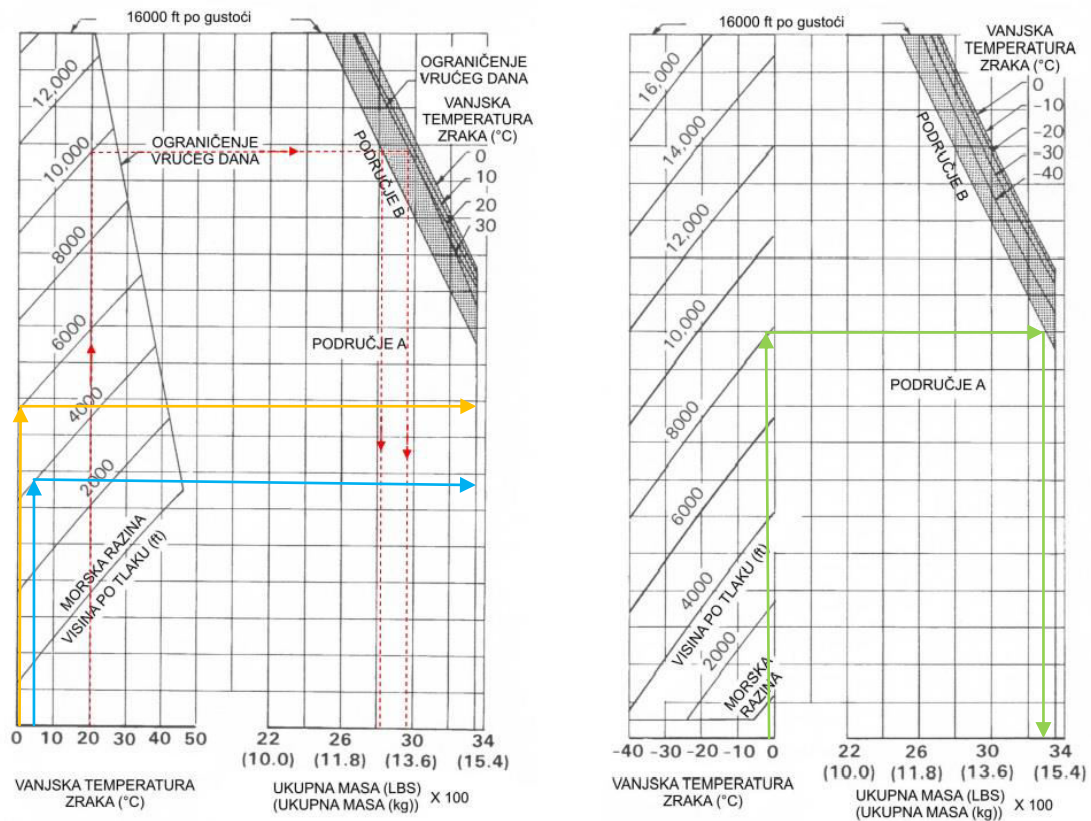 16000 ft po gustoći
12,000
10,000
8000
6000
4000
2000
MORSKA RAZINA
VISINA PO TLAKU (ft)
OGRANIČENJE
VRUĆEG DANA
OGRANIČENJE
VRUĆEG DANA
VANJSKA
TEMPERATURA
ZRAKA (°C)
0
10
20
30
PODRUČJE B
PODRUČJE A
0 10 20 30 40 50
22 26 30 34
(10.0) (11.8) (13.6) (15.4)
VANJSKA TEMPERATURA
ZRAKA (°C)
UKUPNA MASA (LBS)
(UKUPNA MASA (kg))
X 100
16000 ft po gustoći
16,000
14,000
12,000
10,000
8000
6000
4000
VISINA PO TLAKU (ft)
2000
MORSKA
RAZINA
VANJSKA
TEMPERATURA
ZRAKA (°C)
0
-10
-20
-30
-40
PODRUČJE B
PODRUČJE A
-40 -30 -20 -10 0
22 26 30 34
(10.0) (11.8) (13.6) (15.4)
VANJSKA TEMPERATURA
ZRAKA (°C)
UKUPNA MASA (LBS)
(UKUPNA MASA (kg))
X 100